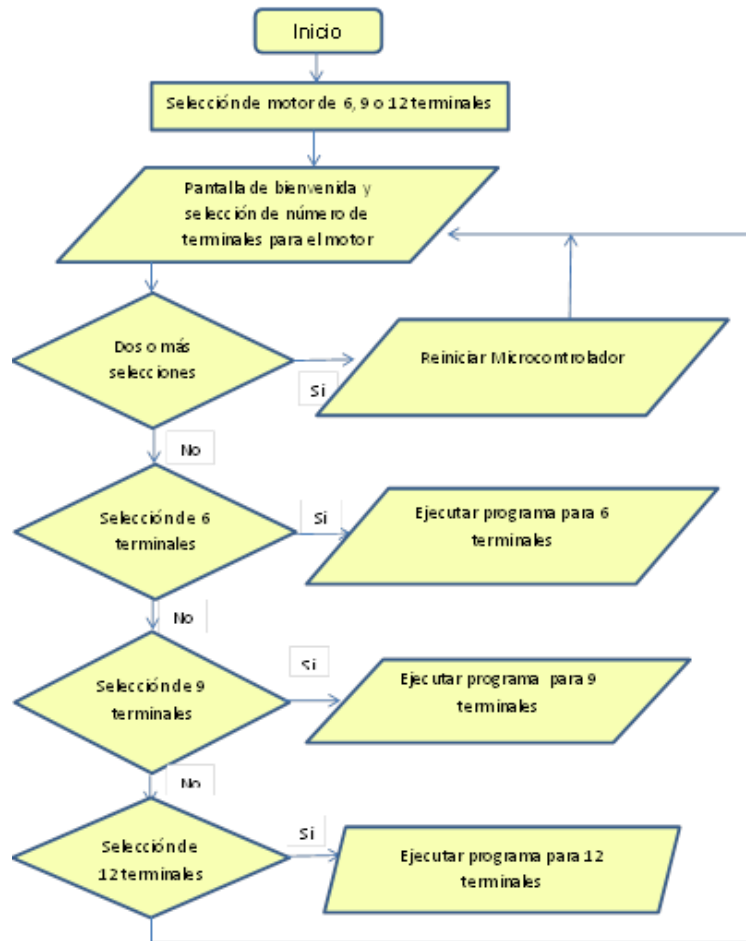 Inicio
Selección de motor de 6, 9 o 12 terminales
Pantalla de bienvenida y
selección de número de
terminales para el motor
Dos o más
selecciones
Si
Reiniciar Microcontrolador
No
Selección de 6
terminales
Si
Ejecutar programa para 6
terminales
No
Selección de 9
terminales
Si
Ejecutar programa para 9
terminales
No
Selección de
12 terminales
Si
Ejecutar programa para 12
terminales